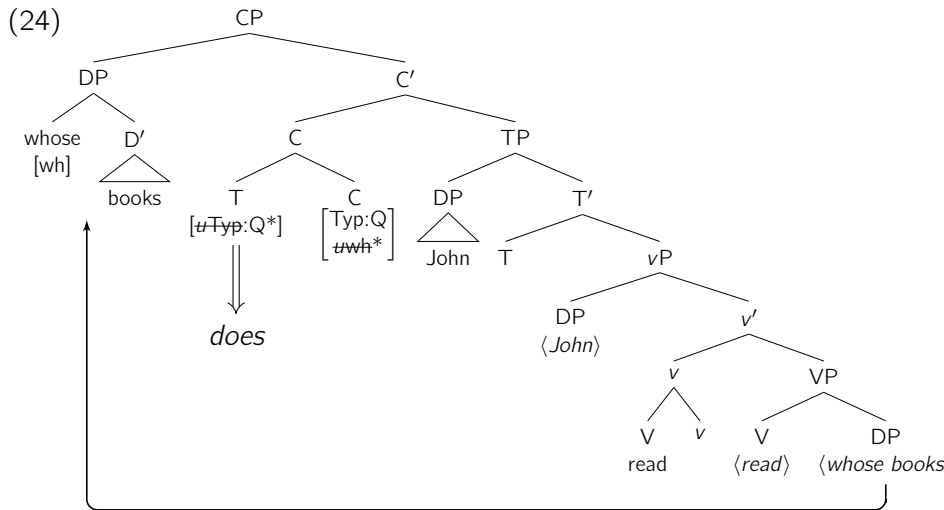 (24)
CP
DP C′
whose D′ C TP
[wh]
books T C DP T′
[uTyp:Q*] [Typ:Q
uwh*]
John T vP
does DP v′
⟨John⟩
v VP
V v V DP
read ⟨read⟩ ⟨whose books